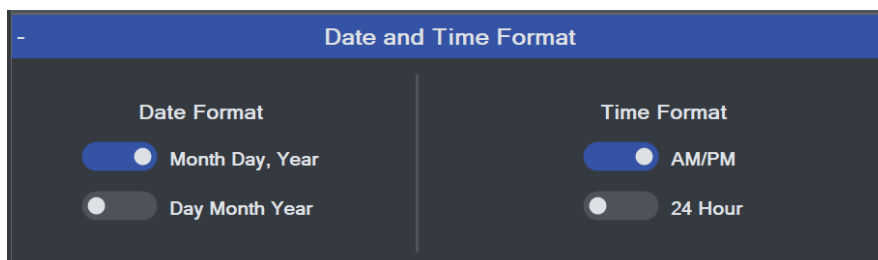 -
Date and Time Format
Date Format
Month Day, Year
Day Month Year
Time Format
AM/PM
24 Hour